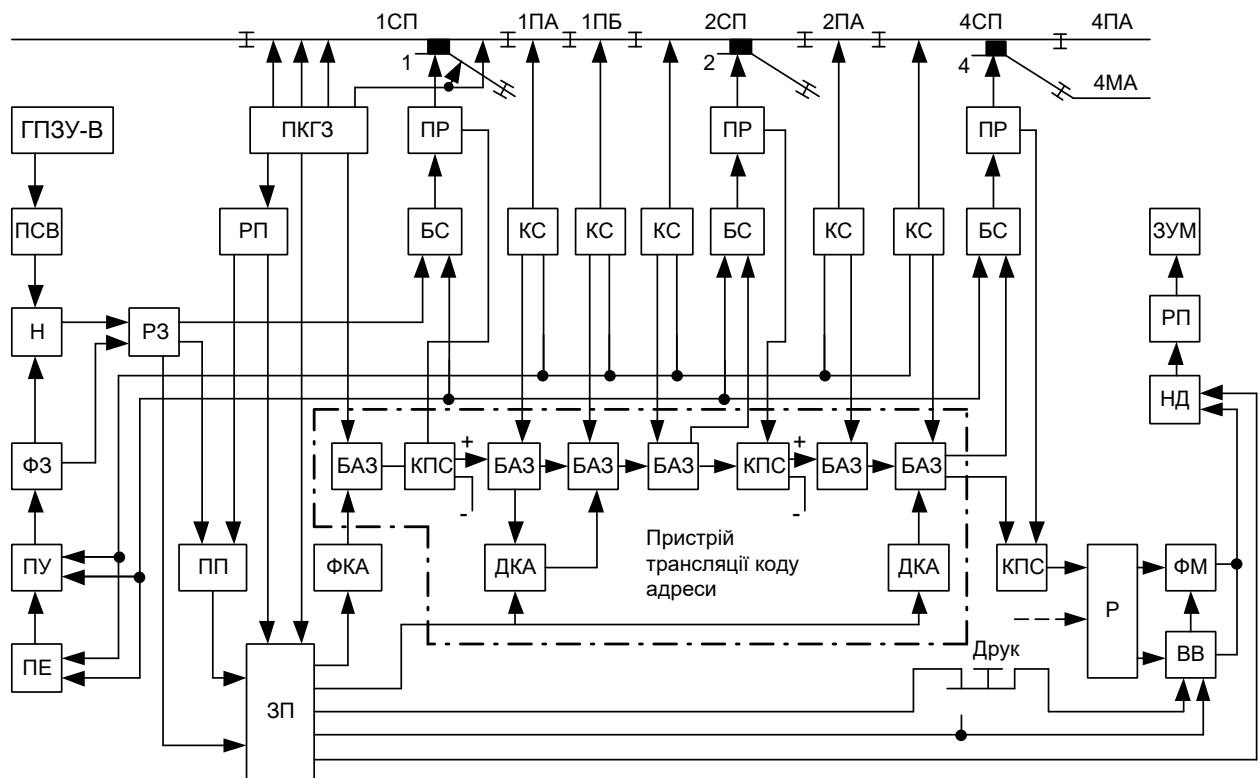 1СП 1ПА 1ПБ 2СП 2ПА 4СП 4ПА
1 2 4
4МА
ГПЗУ-В ПКГЗ ПР ПР ПР
ПСВ РП БС КС КС КС БС КС КС БС ЗУМ
Н РЗ РП
НД
+ +
ФЗ БАЗ КПС БАЗ БАЗ БАЗ КПС БАЗ БАЗ
- -
Пристрій
трансляції коду
адреси
ПУ ПП ФКА ДКА ДКА КПС ФМ
Р
ПЕ Друк ВВ
ЗП